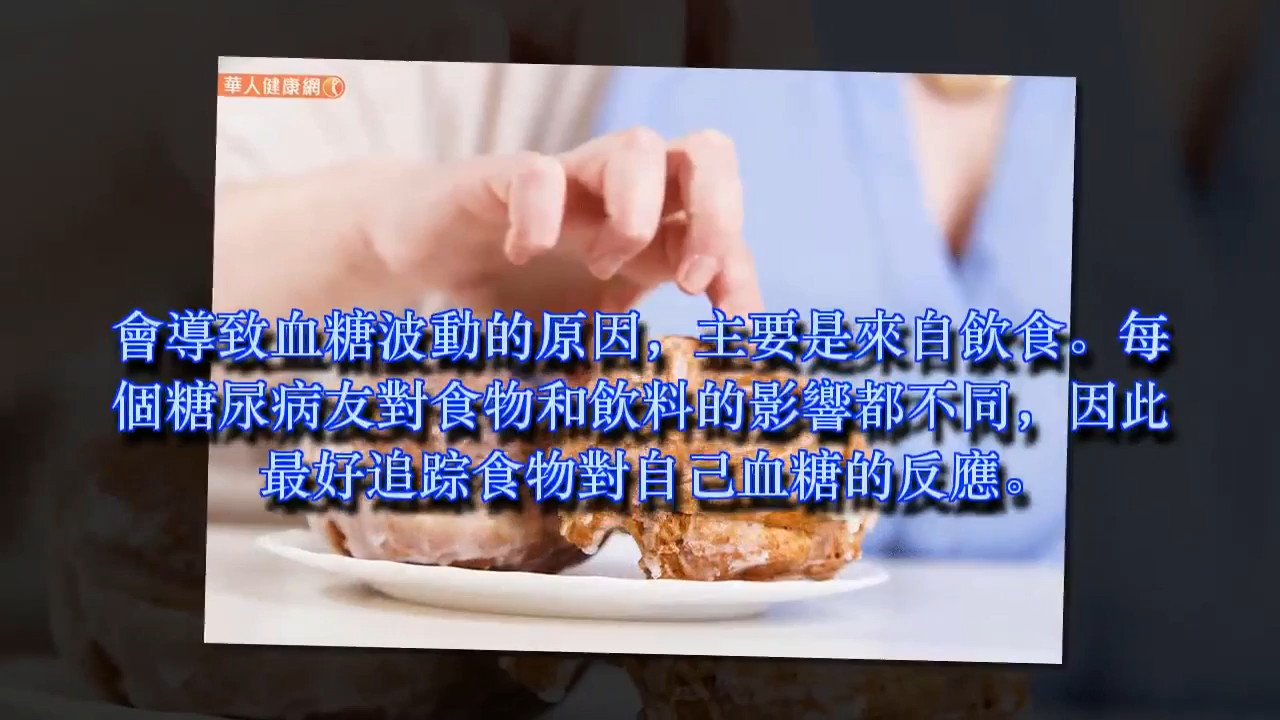 華人健康網
會導致血糖波動的原因，主要是來自飲食。每
個糖尿病友對食物和飲料的影響都不同，因此
最好追踪食物對自己血糖的反應。